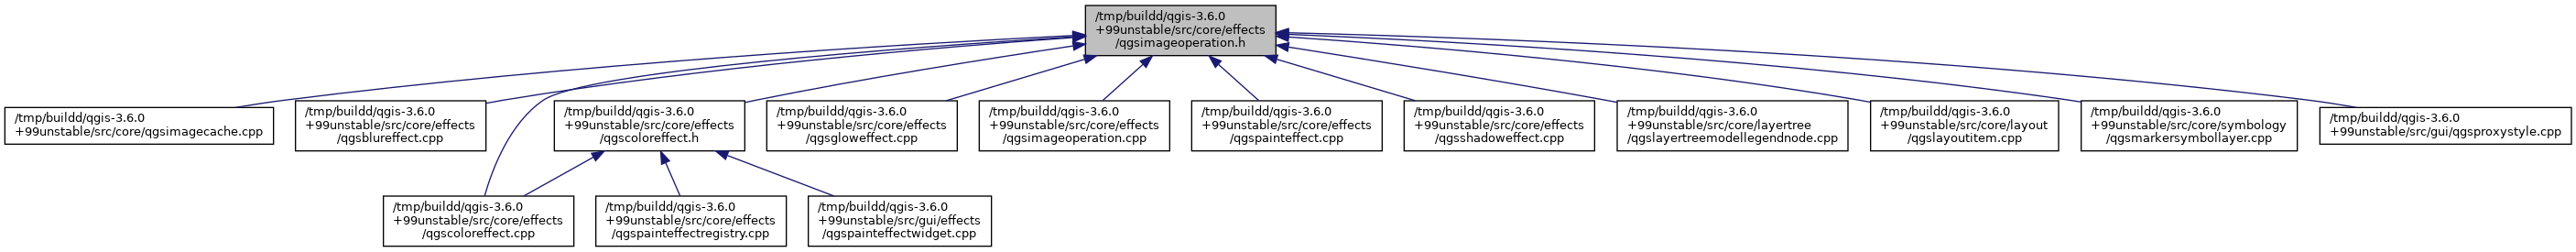 /tmp/buildd/qgis-3.6.0
+99unstable/src/core/effects
/qgsimageoperation.h
/tmp/buildd/qgis-3.6.0
+99unstable/src/core/qgsimagecache.cpp
/tmp/buildd/qgis-3.6.0
+99unstable/src/core/effects
/qgsblureffect.cpp
/tmp/buildd/qgis-3.6.0
+99unstable/src/core/effects
/qgscoloreffect.h
/tmp/buildd/qgis-3.6.0
+99unstable/src/core/effects
/qgsgloweffect.cpp
/tmp/buildd/qgis-3.6.0
+99unstable/src/core/effects
/qgsimageoperation.cpp
/tmp/buildd/qgis-3.6.0
+99unstable/src/core/effects
/qgspainteffect.cpp
/tmp/buildd/qgis-3.6.0
+99unstable/src/core/effects
/qgsshadoweffect.cpp
/tmp/buildd/qgis-3.6.0
+99unstable/src/core/layertree
/qgslayertreemodellegendnode.cpp
/tmp/buildd/qgis-3.6.0
+99unstable/src/core/layout
/qgslayoutitem.cpp
/tmp/buildd/qgis-3.6.0
+99unstable/src/core/symbology
/qgsmarkersymbollayer.cpp
/tmp/buildd/qgis-3.6.0
+99unstable/src/gui/qgsproxystyle.cpp
/tmp/buildd/qgis-3.6.0
+99unstable/src/core/effects
/qgscoloreffect.cpp
/tmp/buildd/qgis-3.6.0
+99unstable/src/core/effects
/qgspainteffectregistry.cpp
/tmp/buildd/qgis-3.6.0
+99unstable/src/gui/effects
/qgspainteffectwidget.cpp